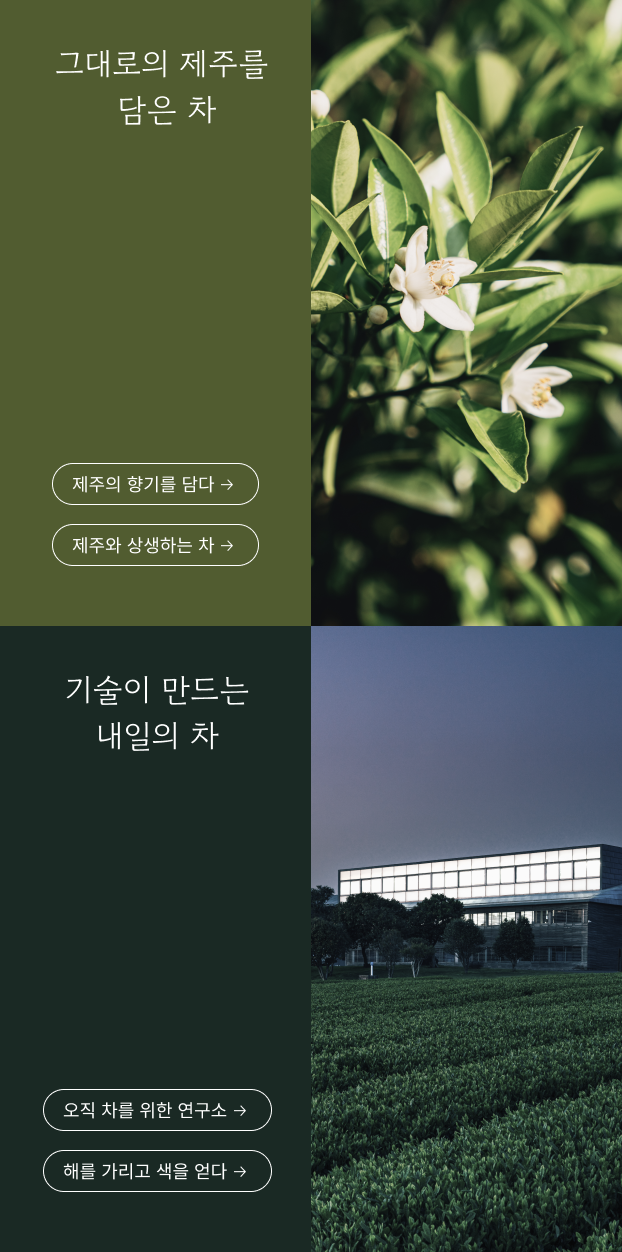 그대로의 제주를
담은 차
제주의 향기를 담다 →
제주와 상생하는 차 →
기술이 만드는
내일의 차
오직 차를 위한 연구소 →
해를 가리고 색을 얻다 →